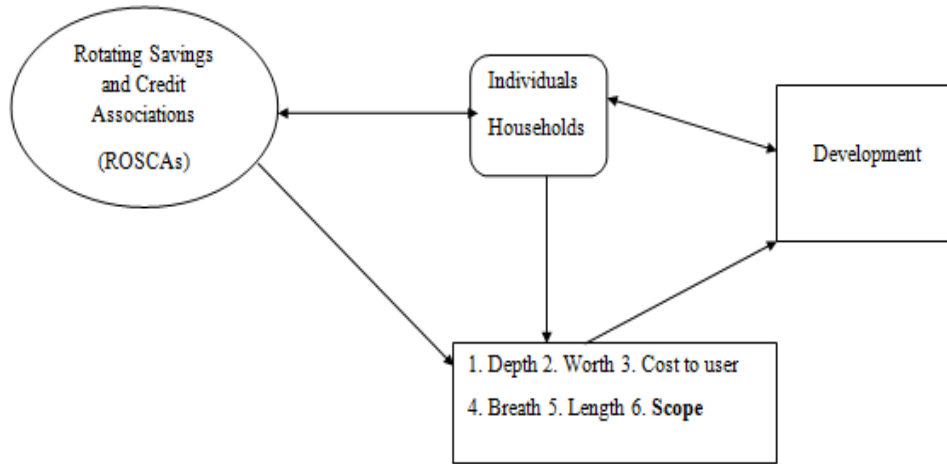 Rotating Savings
and Credit
Associations
(ROSCAs)
Individuals
Households
Development
1. Depth 2. Worth 3. Cost to user
4. Breath 5. Length 6. Scope